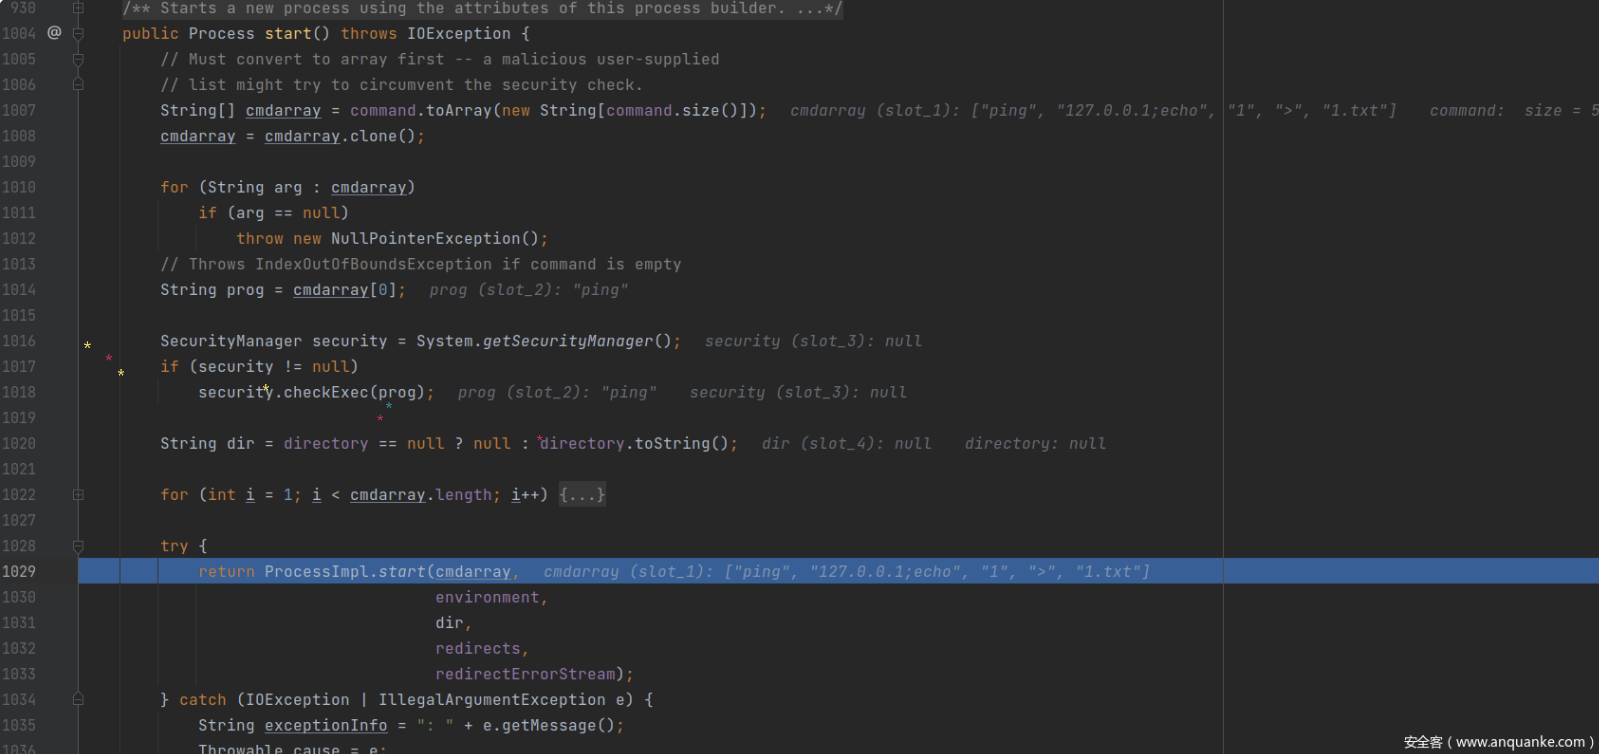 930 /** Starts a new process using the attributes of this process builder. ...*/
1004 @ public Process start() throws IOException {
1005 // Must convert to array first -- a malicious user-supplied
1006 // list might try to circumvent the security check.
1007 String[] cmdarray = command.toArray(new String[command.size()]); cmdarray (slot_1): ["ping", "127.0.0.1;echo", "1", ">", "1.txt"] command: size = 5
1008 cmdarray = cmdarray.clone();
1009
1010 for (String arg : cmdarray)
1011 if (arg == null)
1012 throw new NullPointerException();
1013 // Throws IndexOutOfBoundsException if command is empty
1014 String prog = cmdarray[0]; prog (slot_2): "ping"
1015
1016 SecurityManager security = System.getSecurityManager(); security (slot_3): null
1017 if (security != null)
1018 security.checkExec(prog); prog (slot_2): "ping" security (slot_3): null
1019
1020 String dir = directory == null ? null : directory.toString(); dir (slot_4): null directory: null
1021
1022 for (int i = 1; i < cmdarray.length; i++) {...}
1027
1028 try {
1029 return ProcessImpl.start(cmdarray, cmdarray (slot_1): ["ping", "127.0.0.1;echo", "1", ">", "1.txt"]
1030 environment,
1031 dir,
1032 redirects,
1033 redirectErrorStream);
1034 } catch (IOException | IllegalArgumentException e) {
1035 String exceptionInfo = ": " + e.getMessage();
1036 Throwable cause = e;
安全客 ( www.anquanke.com )